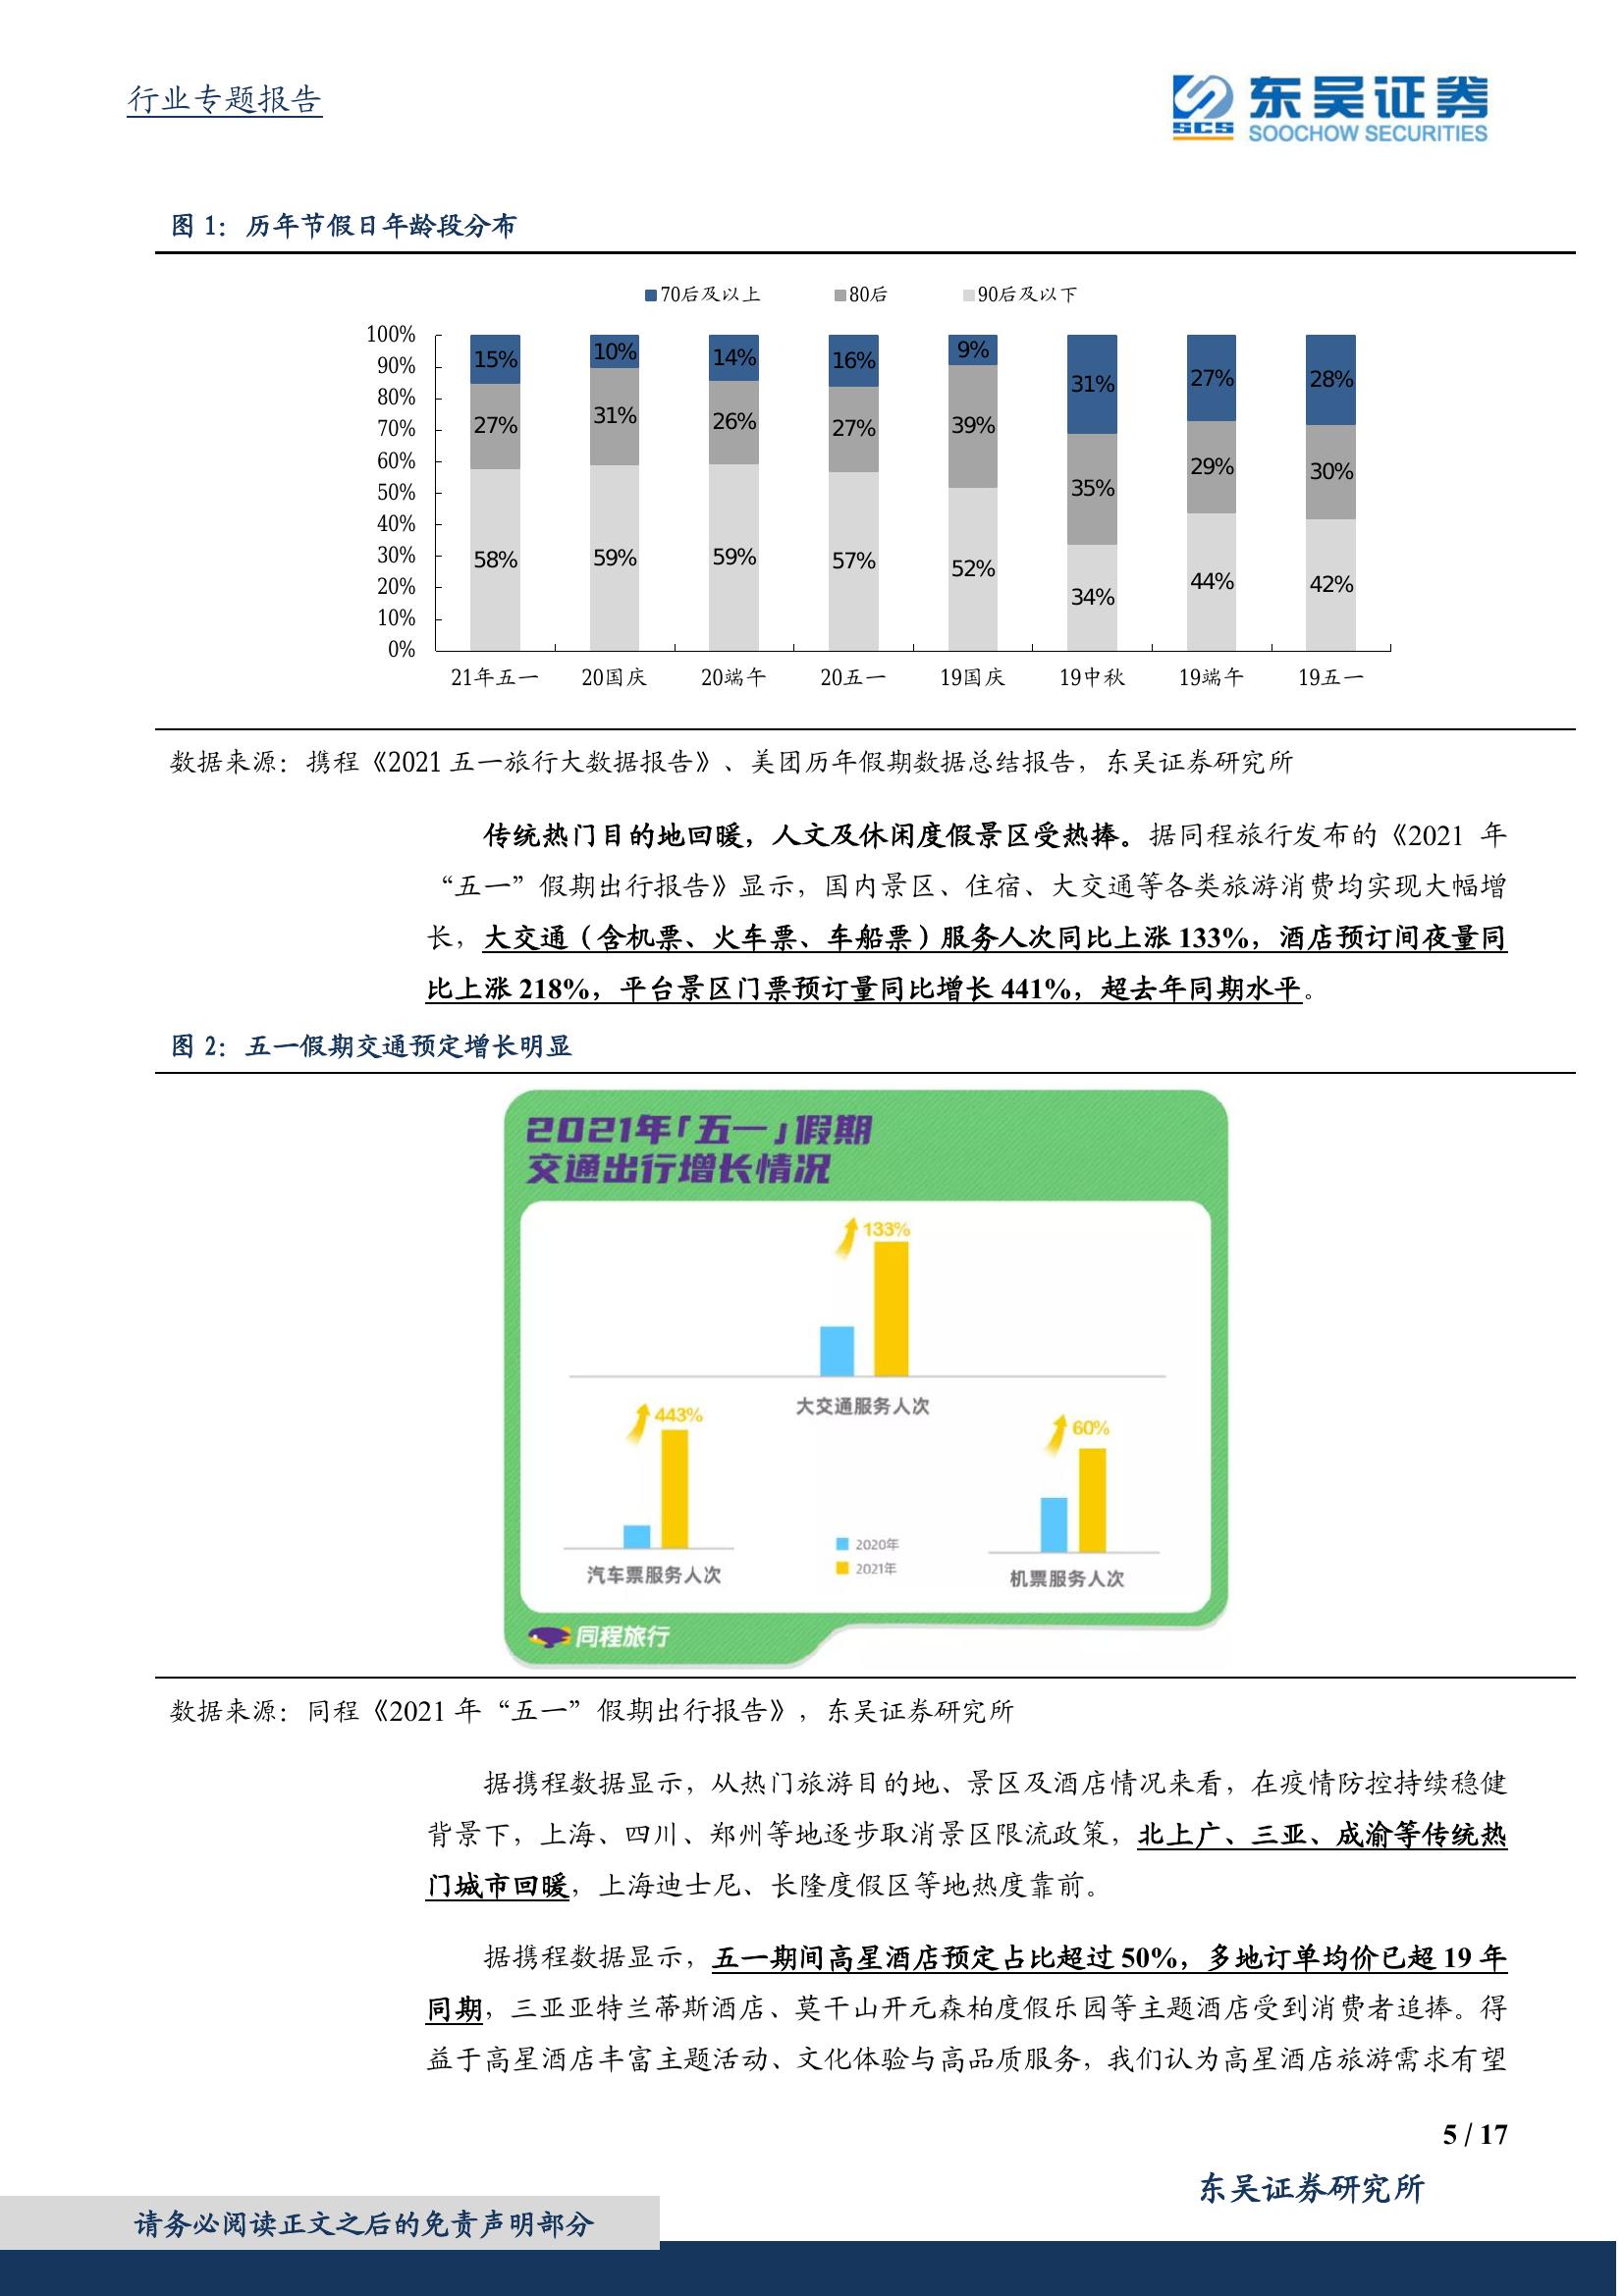 行业专题报告
东吴证券
SCS
SOOCHOW SECURITIES
图 1：历年节假日年龄段分布
70后及以上 80后 90后及以下
100%
90%
80%
70%
60%
50%
40%
30%
20%
10%
0%
15% 10% 14% 16% 9% 31% 27% 28%
27% 31% 26% 27% 39% 35% 29% 30%
58% 59% 59% 57% 52% 34% 44% 42%
21年五一 20国庆 20端午 20五一 19国庆 19中秋 19端午 19五一
数据来源：携程《2021 五一旅行大数据报告》、美团历年假期数据总结报告，东吴证券研究所
传统热门目的地回暖，人文及休闲度假景区受热捧。据同程旅行发布的《2021 年
“五一”假期出行报告》显示，国内景区、住宿、大交通等各类旅游消费均实现大幅增
长，大交通（含机票、火车票、车船票）服务人次同比上涨 133%，酒店预订间夜量同
比上涨 218%，平台景区门票预订量同比增长 441%，超去年同期水平。
图 2：五一假期交通预定增长明显
2021年「五一」假期
交通出行增长情况
133%
大交通服务人次
443%
60%
2020年
2021年
汽车票服务人次
机票服务人次
同程旅行
数据来源：同程《2021 年“五一”假期出行报告》，东吴证券研究所
据携程数据显示，从热门旅游目的地、景区及酒店情况来看，在疫情防控持续稳健
背景下，上海、四川、郑州等地逐步取消景区限流政策，北上广、三亚、成渝等传统热
门城市回暖，上海迪士尼、长隆度假区等地热度靠前。
据携程数据显示，五一期间高星酒店预定占比超过 50%，多地订单均价已超 19 年
同期，三亚亚特兰蒂斯酒店、莫干山开元森柏度假乐园等主题酒店受到消费者追捧。得
益于高星酒店丰富主题活动、文化体验与高品质服务，我们认为高星酒店旅游需求有望
5 / 17
东吴证券研究所
请务必阅读正文之后的免责声明部分